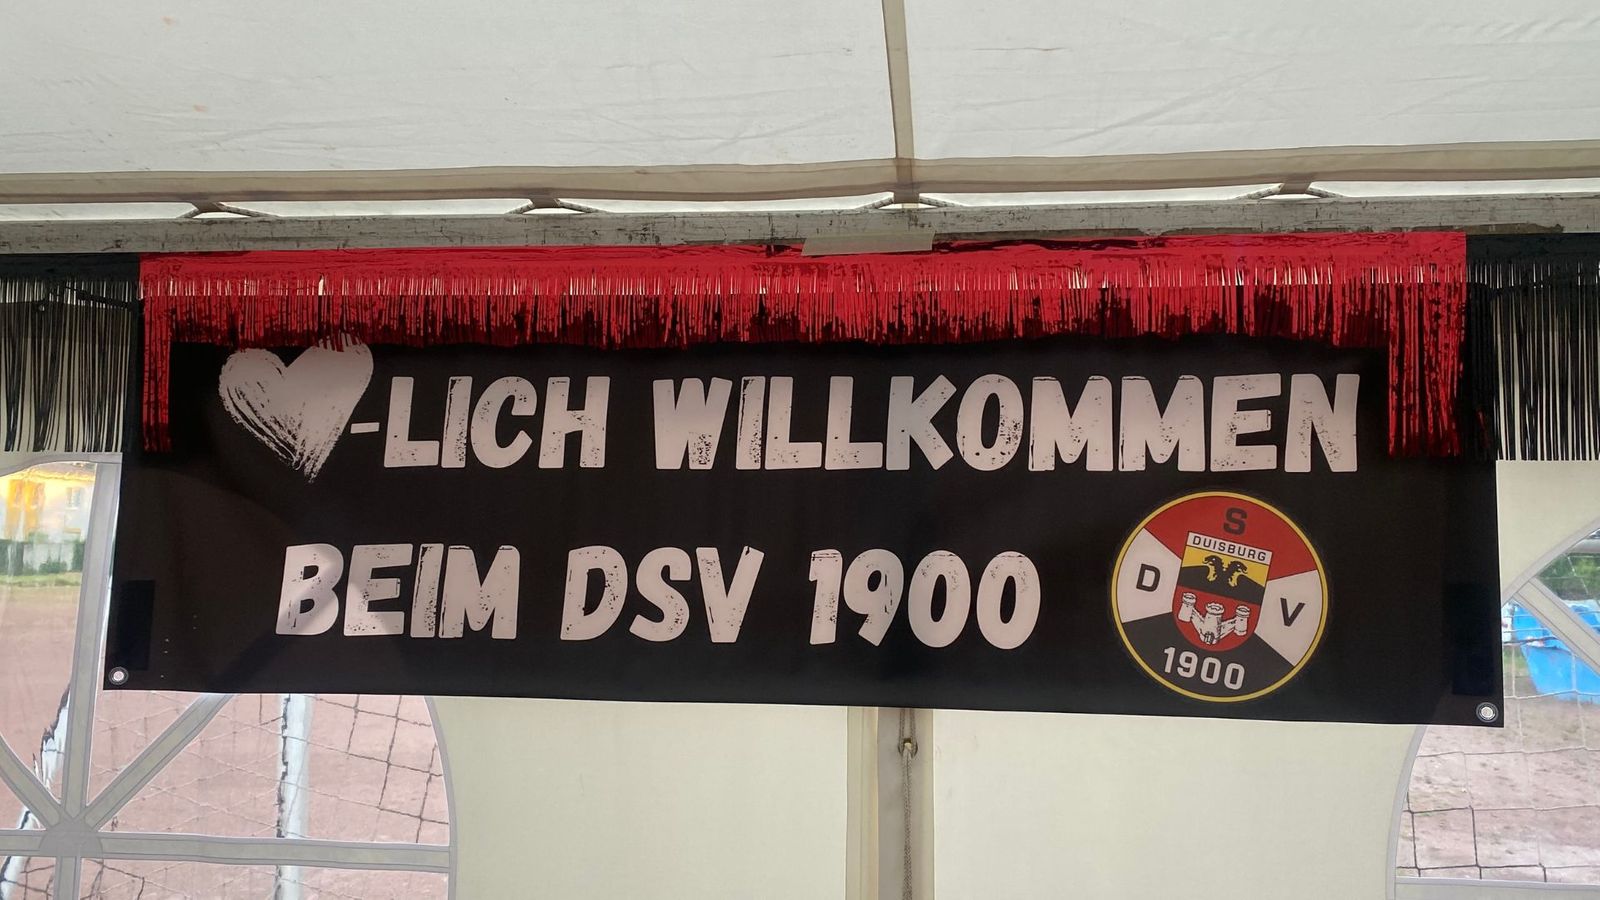 ♥-LICH WILLKOMMEN
BEIM DSV 1900
S
DUISBURG
D V
1900